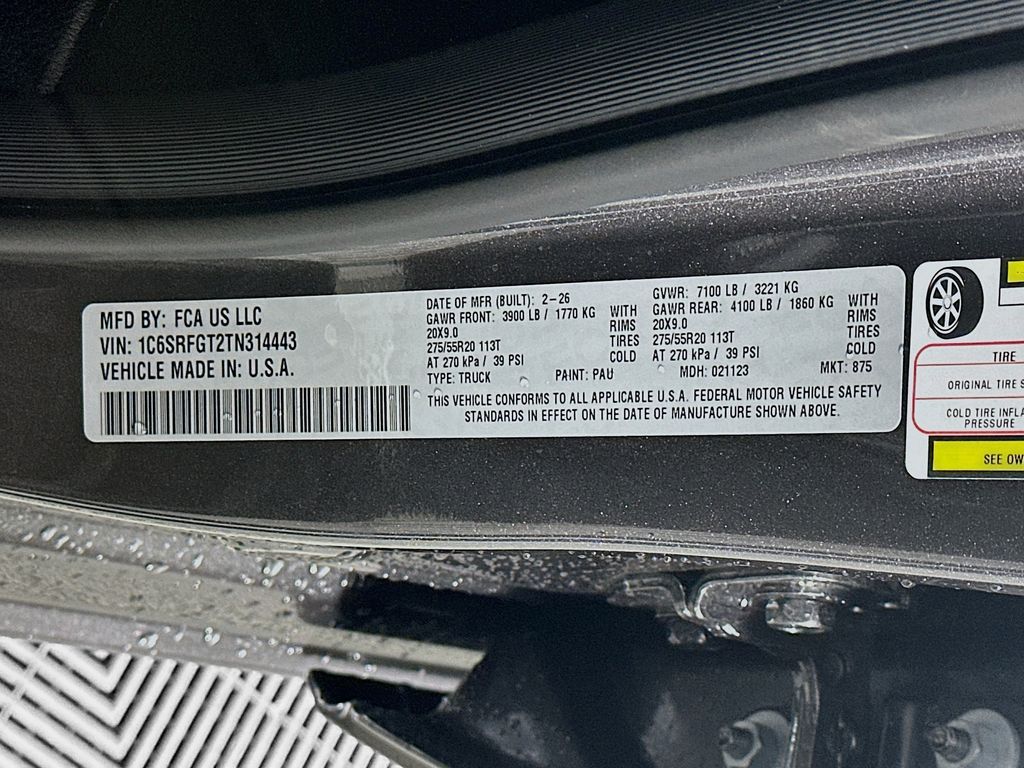 MFD BY: FCA US LLC
VIN: 1C6SRFGT2TN314443
VEHICLE MADE IN: U.S.A.
DATE OF MFR (BUILT): 2-26
GAWR FRONT: 3900 LB / 1770 KG WITH
20X9.0 RIMS
275/55R20 113T TIRES
AT 270 kPa / 39 PSI COLD
TYPE: TRUCK PAINT: PAU
GVWR: 7100 LB / 3221 KG
GAWR REAR: 4100 LB / 1860 KG WITH
20X9.0 RIMS
275/55R20 113T TIRES
AT 270 kPa / 39 PSI COLD
MDH: 021123 MKT: 875
THIS VEHICLE CONFORMS TO ALL APPLICABLE U.S.A. FEDERAL MOTOR VEHICLE SAFETY
STANDARDS IN EFFECT ON THE DATE OF MANUFACTURE SHOWN ABOVE.
TIRE
ORIGINAL TIRE S
COLD TIRE INFLA
PRESSURE
SEE OW